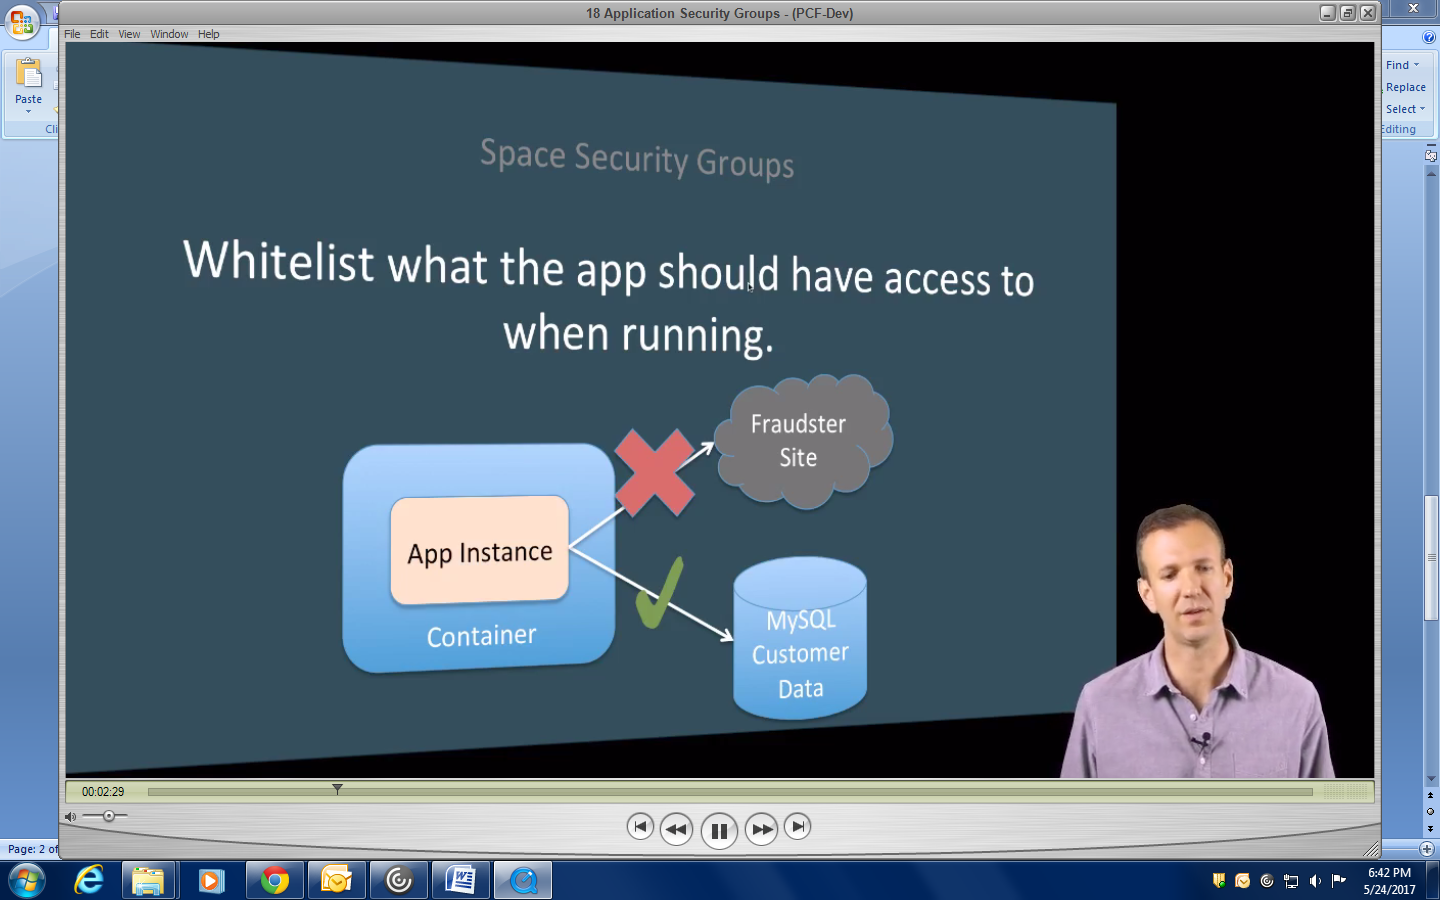 18 Application Security Groups - (PCF-Dev)
File Edit View Window Help
Paste
Cli
Find
Replace
Select
Editing
Space Security Groups
Whitelist what the app should have access to
when running.
Fraudster
Site
App Instance
Container
MySQL
Customer
Data
00:02:29
Page: 2 of
6:42 PM
5/24/2017